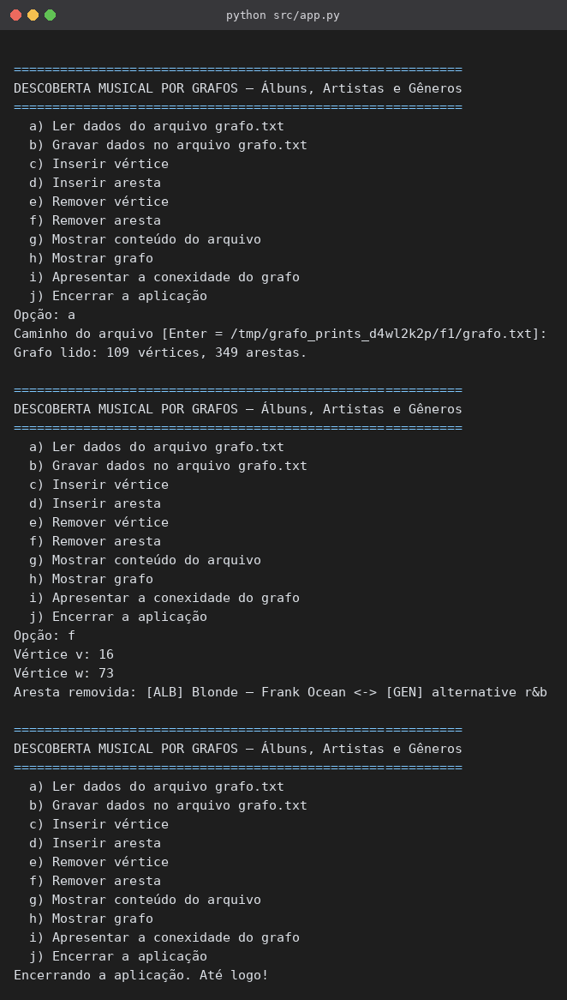 python src/app.py
==========================================================
DESCOBERTA MUSICAL POR GRAFOS — Álbuns, Artistas e Gêneros
==========================================================
a) Ler dados do arquivo grafo.txt
b) Gravar dados no arquivo grafo.txt
c) Inserir vértice
d) Inserir aresta
e) Remover vértice
f) Remover aresta
g) Mostrar conteúdo do arquivo
h) Mostrar grafo
i) Apresentar a conexidade do grafo
j) Encerrar a aplicação
Opção: a
Caminho do arquivo [Enter = /tmp/grafo_prints_d4wl2k2p/f1/grafo.txt]:
Grafo lido: 109 vértices, 349 arestas.
==========================================================
DESCOBERTA MUSICAL POR GRAFOS — Álbuns, Artistas e Gêneros
==========================================================
a) Ler dados do arquivo grafo.txt
b) Gravar dados no arquivo grafo.txt
c) Inserir vértice
d) Inserir aresta
e) Remover vértice
f) Remover aresta
g) Mostrar conteúdo do arquivo
h) Mostrar grafo
i) Apresentar a conexidade do grafo
j) Encerrar a aplicação
Opção: f
Vértice v: 16
Vértice w: 73
Aresta removida: [ALB] Blonde — Frank Ocean <-> [GEN] alternative r&b
==========================================================
DESCOBERTA MUSICAL POR GRAFOS — Álbuns, Artistas e Gêneros
==========================================================
a) Ler dados do arquivo grafo.txt
b) Gravar dados no arquivo grafo.txt
c) Inserir vértice
d) Inserir aresta
e) Remover vértice
f) Remover aresta
g) Mostrar conteúdo do arquivo
h) Mostrar grafo
i) Apresentar a conexidade do grafo
j) Encerrar a aplicação
Encerrando a aplicação. Até logo!